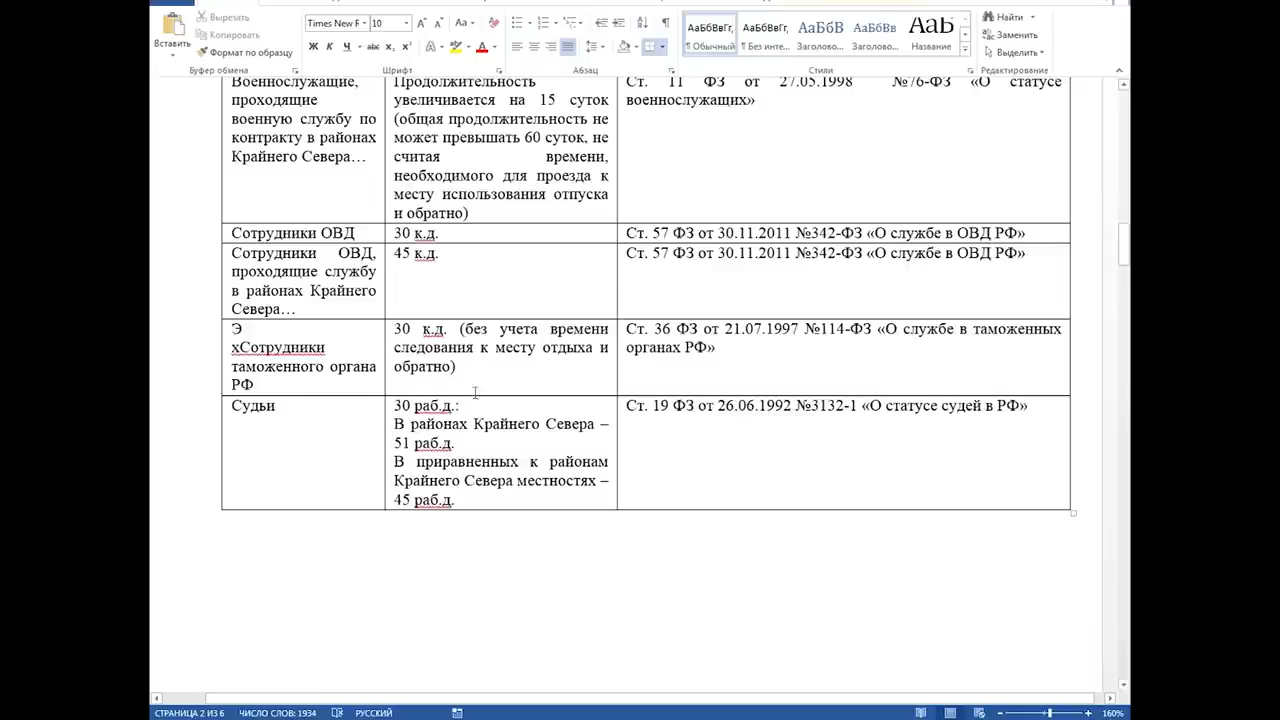 Вырезать
Копировать
Формат по образцу
Вставить
Буфер обмена
Times New F
10
Ж К Ч abc x₂ x²
Aa
Шрифт
Абзац
АаБбВвГг,
¶ Обычный
АаБбВвГг,
¶ Без инте...
АаБбВ
Заголово...
АаБбВв
Заголово...
АаБ
Название
Стили
Найти
Заменить
Выделить
Редактирование
Военнослужащие,
проходящие
военную службу по
контракту в районах
Крайнего Севера…
Продолжительность
увеличивается на 15 суток
(общая продолжительность не
может превышать 60 суток, не
считая времени,
необходимого для проезда к
месту использования отпуска
и обратно)
Ст. 11 ФЗ от 27.05.1998 №76-ФЗ «О статусе
военнослужащих»
Сотрудники ОВД
30 к.д.
Ст. 57 ФЗ от 30.11.2011 №342-ФЗ «О службе в ОВД РФ»
Сотрудники ОВД,
проходящие службу
в районах Крайнего
Севера…
45 к.д.
Ст. 57 ФЗ от 30.11.2011 №342-ФЗ «О службе в ОВД РФ»
Э
хСотрудники
таможенного органа
РФ
30 к.д. (без учета времени
следования к месту отдыха и
обратно)
Ст. 36 ФЗ от 21.07.1997 №114-ФЗ «О службе в таможенных
органах РФ»
Судьи
30 раб.д.:
В районах Крайнего Севера –
51 раб.д.
В приравненных к районам
Крайнего Севера местностях –
45 раб.д.
Ст. 19 ФЗ от 26.06.1992 №3132-1 «О статусе судей в РФ»
СТРАНИЦА 2 ИЗ 6
ЧИСЛО СЛОВ: 1934
РУССКИЙ
160%